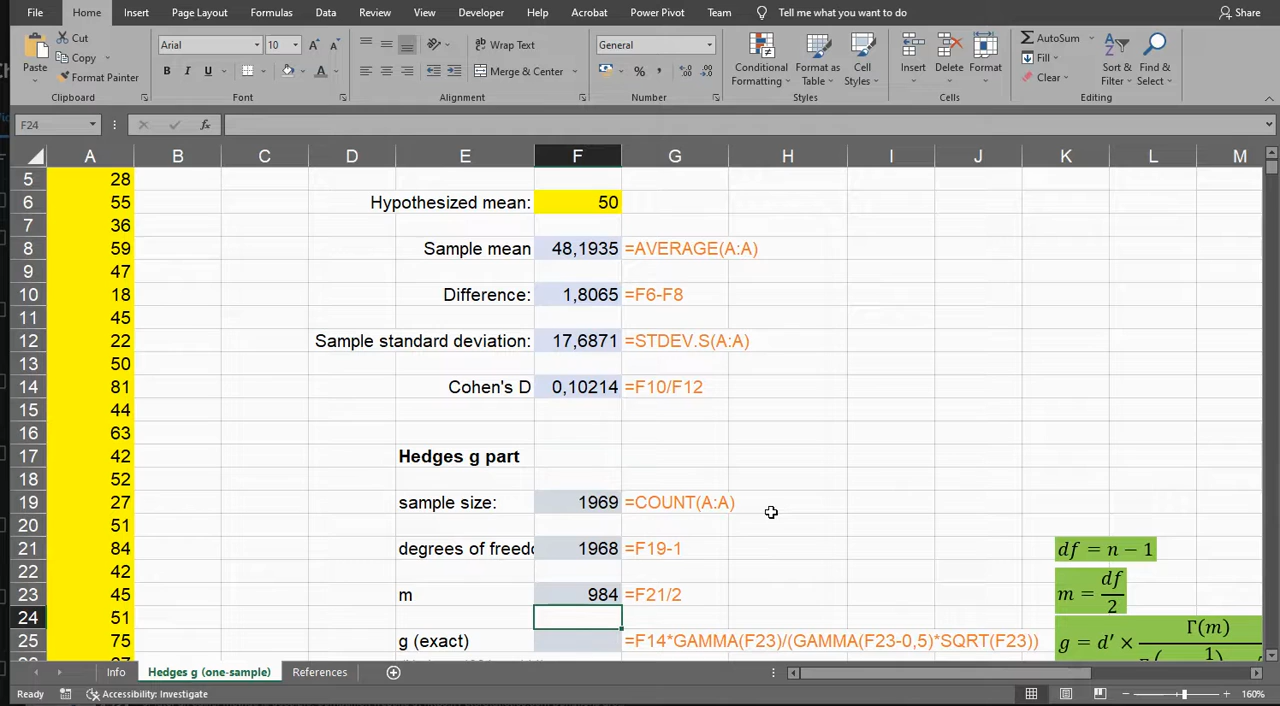 File Home Insert Page Layout Formulas Data Review View Developer Help Acrobat Power Pivot Team Tell me what you want to do Share
Paste Cut Copy Format Painter
Arial 10
B I U
Wrap Text
Merge & Center
General
Conditional Formatting Format as Table Cell Styles
Insert Delete Format
AutoSum Fill Clear
Sort & Filter Find & Select
Clipboard Font Alignment Number Styles Cells Editing
F24 fx
A B C D E F G H I J K L M
5 28
6 55 Hypothesized mean: 50
7 36
8 59 Sample mean 48,1935 =AVERAGE(A:A)
9 47
10 18 Difference: 1,8065 =F6-F8
11 45
12 22 Sample standard deviation: 17,6871 =STDEV.S(A:A)
13 50
14 81 Cohen's D 0,10214 =F10/F12
15 44
16 63
17 42 Hedges g part
18 52
19 27 sample size: 1969 =COUNT(A:A)
20 51
21 84 degrees of freed 1968 =F19-1 df = n − 1
22 42
23 45 m 984 =F21/2 m = df/2
24 51
25 75 g (exact) =F14*GAMMA(F23)/(GAMMA(F23-0,5)*SQRT(F23)) g = d′ × Γ(m)
Info Hedges g (one-sample) References
Ready Accessibility: Investigate 160%